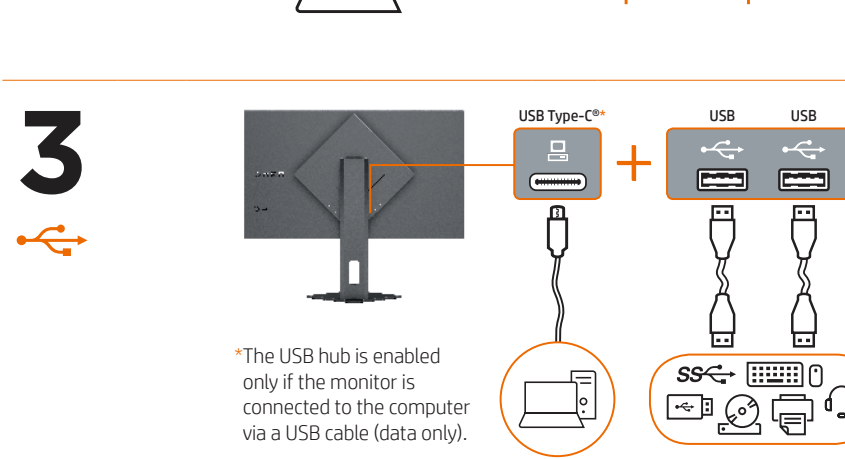 3
USB Type-C®*
USB
USB
SS
*The USB hub is enabled
only if the monitor is
connected to the computer
via a USB cable (data only).